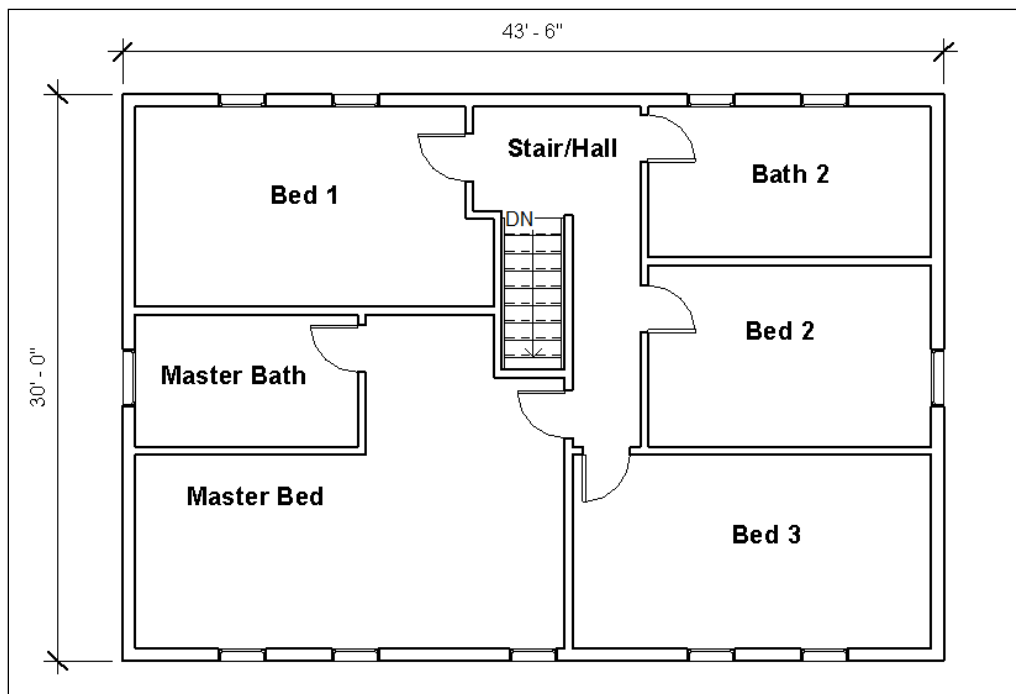 43' - 6"
Stair/Hall
Bath 2
Bed 1
DN
Bed 2
Master Bath
30' - 0"
Master Bed
Bed 3